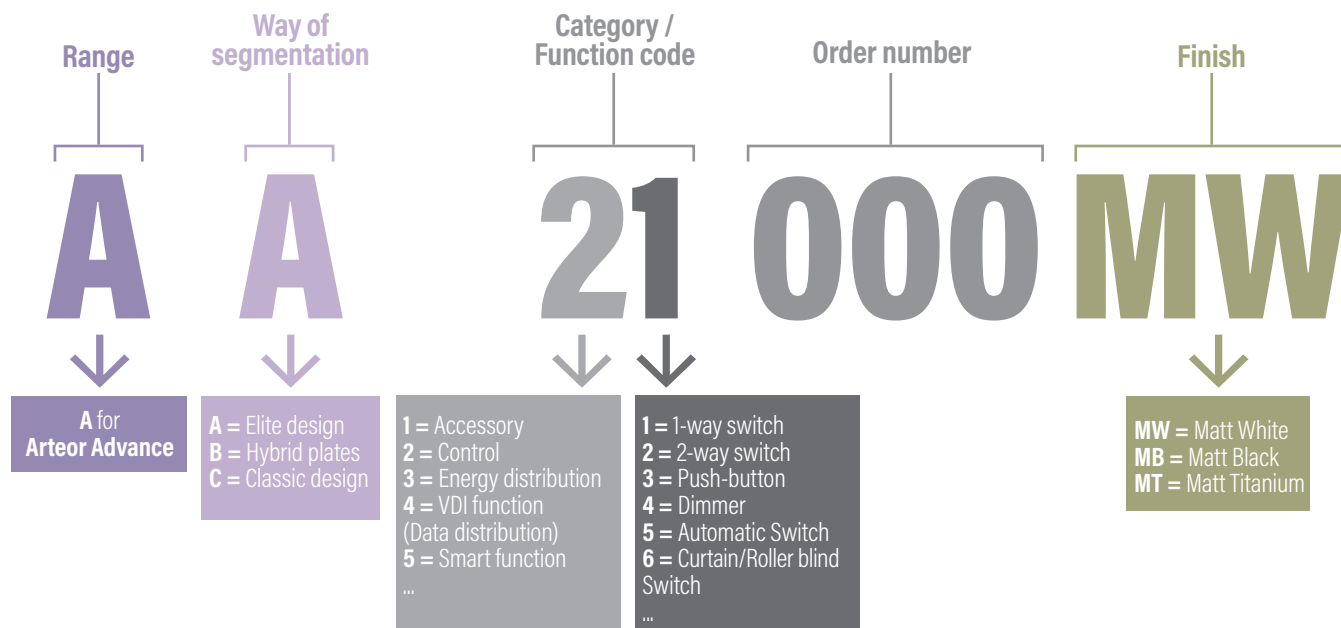 Range
Way of
segmentation
Category /
Function code
Order number
Finish
A
A
21
000
MW
A for
Arteor Advance
A = Elite design
B = Hybrid plates
C = Classic design
1 = Accessory
2 = Control
3 = Energy distribution
4 = VDI function
(Data distribution)
5 = Smart function
...
1 = 1-way switch
2 = 2-way switch
3 = Push-button
4 = Dimmer
5 = Automatic Switch
6 = Curtain/Roller blind
Switch
...
MW = Matt White
MB = Matt Black
MT = Matt Titanium